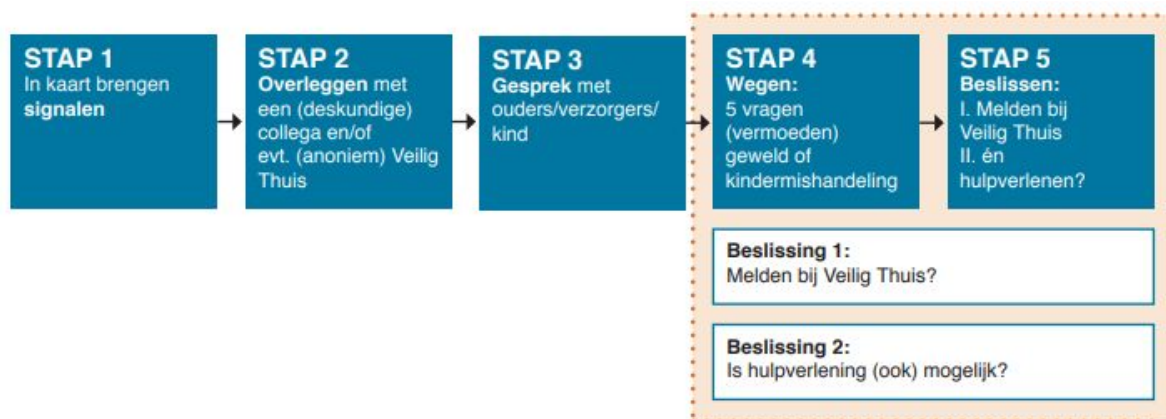 STAP 1
In kaart brengen
signalen
STAP 2
Overleggen met
een (deskundige)
collega en/of
evt. (anoniem) Veilig
Thuis
STAP 3
Gesprek met
ouders/verzorgers/
kind
STAP 4
Wegen:
5 vragen
(vermoeden)
geweld of
kindermishandeling
STAP 5
Beslissen:
I. Melden bij
Veilig Thuis
II. én
hulpverlenen?
Beslissing 1:
Melden bij Veilig Thuis?
Beslissing 2:
Is hulpverlening (ook) mogelijk?